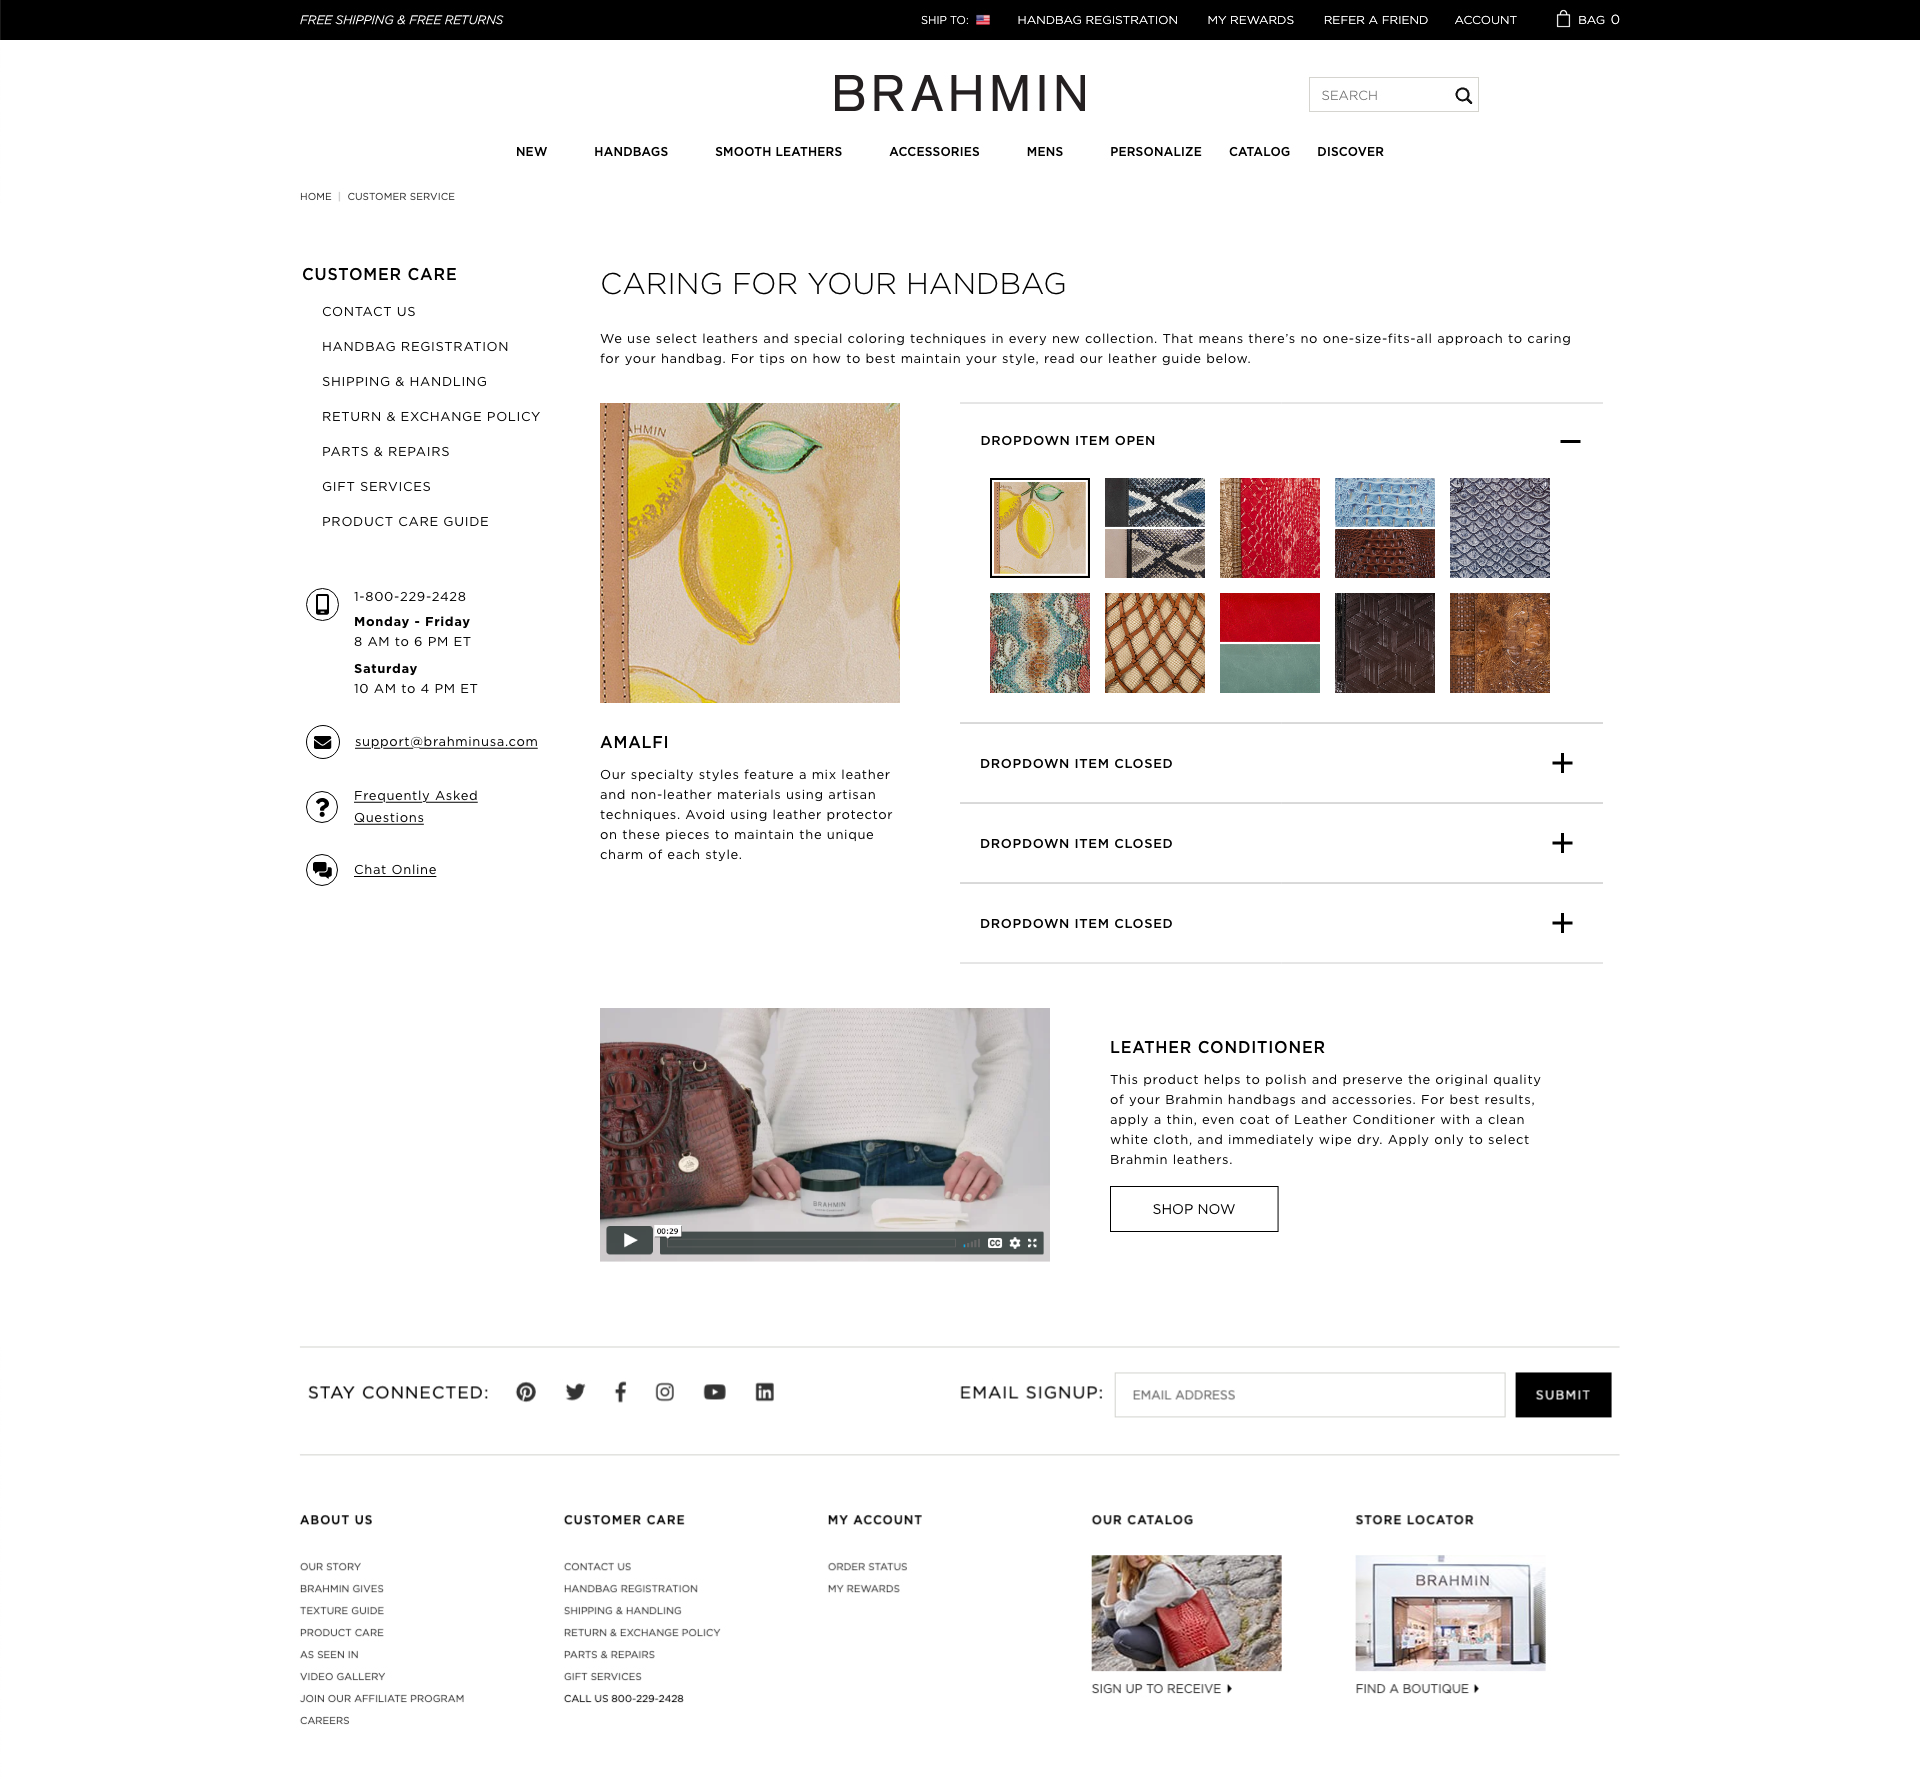 FREE SHIPPING & FREE RETURNS
SHIP TO: HANDBAG REGISTRATION MY REWARDS REFER A FRIEND ACCOUNT BAG 0
BRAHMIN
SEARCH
NEW HANDBAGS SMOOTH LEATHERS ACCESSORIES MENS PERSONALIZE CATALOG DISCOVER
HOME | CUSTOMER SERVICE
CUSTOMER CARE
CONTACT US
HANDBAG REGISTRATION
SHIPPING & HANDLING
RETURN & EXCHANGE POLICY
PARTS & REPAIRS
GIFT SERVICES
PRODUCT CARE GUIDE
1-800-229-2428
Monday - Friday
8 AM to 6 PM ET
Saturday
10 AM to 4 PM ET
support@brahminusa.com
Frequently Asked
Questions
Chat Online
CARING FOR YOUR HANDBAG
We use select leathers and special coloring techniques in every new collection. That means there’s no one-size-fits-all approach to caring
for your handbag. For tips on how to best maintain your style, read our leather guide below.
AHMIN
AMALFI
Our specialty styles feature a mix leather
and non-leather materials using artisan
techniques. Avoid using leather protector
on these pieces to maintain the unique
charm of each style.
DROPDOWN ITEM OPEN
DROPDOWN ITEM CLOSED
DROPDOWN ITEM CLOSED
DROPDOWN ITEM CLOSED
BRAHMIN
00:29
CC
LEATHER CONDITIONER
This product helps to polish and preserve the original quality
of your Brahmin handbags and accessories. For best results,
apply a thin, even coat of Leather Conditioner with a clean
white cloth, and immediately wipe dry. Apply only to select
Brahmin leathers.
SHOP NOW
STAY CONNECTED:
EMAIL SIGNUP: EMAIL ADDRESS SUBMIT
ABOUT US
OUR STORY
BRAHMIN GIVES
TEXTURE GUIDE
PRODUCT CARE
AS SEEN IN
VIDEO GALLERY
JOIN OUR AFFILIATE PROGRAM
CAREERS
CUSTOMER CARE
CONTACT US
HANDBAG REGISTRATION
SHIPPING & HANDLING
RETURN & EXCHANGE POLICY
PARTS & REPAIRS
GIFT SERVICES
CALL US 800-229-2428
MY ACCOUNT
ORDER STATUS
MY REWARDS
OUR CATALOG
SIGN UP TO RECEIVE
STORE LOCATOR
BRAHMIN
FIND A BOUTIQUE